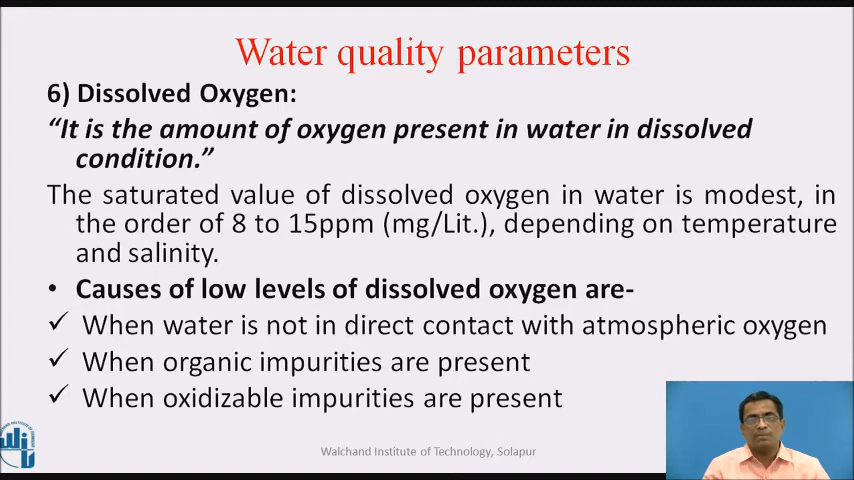 Water quality parameters
6) Dissolved Oxygen:
“It is the amount of oxygen present in water in dissolved
condition.”
The saturated value of dissolved oxygen in water is modest, in
the order of 8 to 15ppm (mg/Lit.), depending on temperature
and salinity.
• Causes of low levels of dissolved oxygen are-
✓ When water is not in direct contact with atmospheric oxygen
✓ When organic impurities are present
✓ When oxidizable impurities are present
Walchand Institute of Technology, Solapur